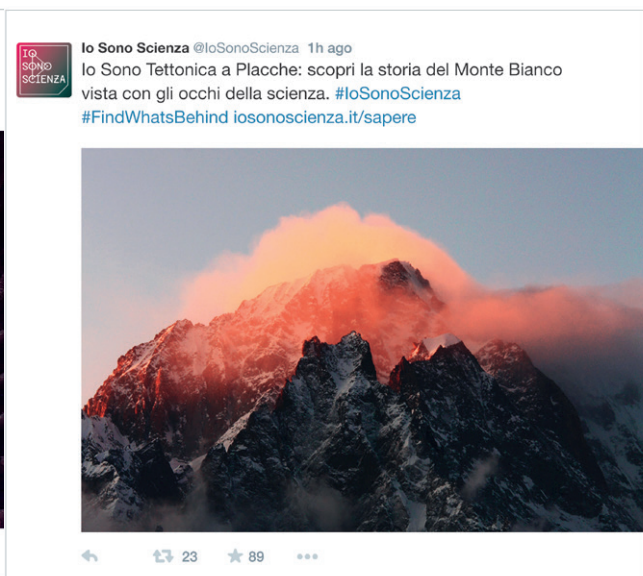 IO
SONO
SCIENZA
Io Sono Scienza @IoSonoScienza 1h ago
Io Sono Tettonica a Placche: scopri la storia del Monte Bianco
vista con gli occhi della scienza. #IoSonoScienza
#FindWhatsBehind iosonoscienza.it/sapere
23 89